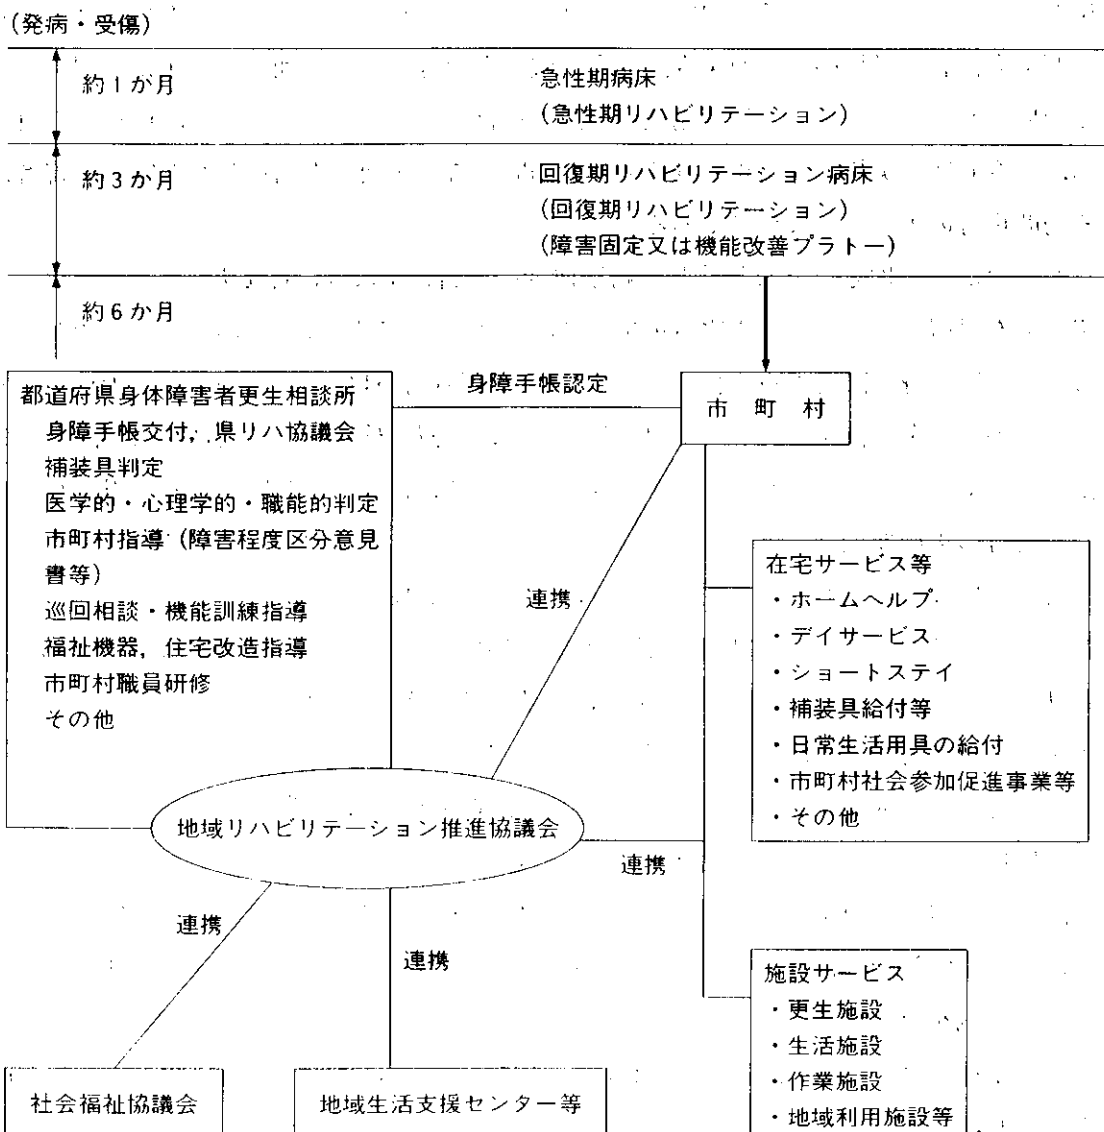 (発病・受傷)
約1か月
急性期病床
(急性期リハビリテーション)
約3か月
回復期リハビリテーション病床
(回復期リハビリテーション)
(障害固定又は機能改善プラトー)
約6か月
都道府県身体障害者更生相談所
身障手帳交付,県リハ協議会
補装具判定
医学的・心理学的・職能的判定
市町村指導(障害程度区分意見
書等)
巡回相談・機能訓練指導
福祉機器,住宅改造指導
市町村職員研修
その他
身障手帳認定
市町村
連携
在宅サービス等
・ホームヘルプ
・デイサービス
・ショートステイ
・補装具給付等
・日常生活用具の給付
・市町村社会参加促進事業等
・その他
地域リハビリテーション推進協議会
連携
連携
連携
施設サービス
・更生施設
・生活施設
・作業施設
・地域利用施設等
社会福祉協議会
地域生活支援センター等